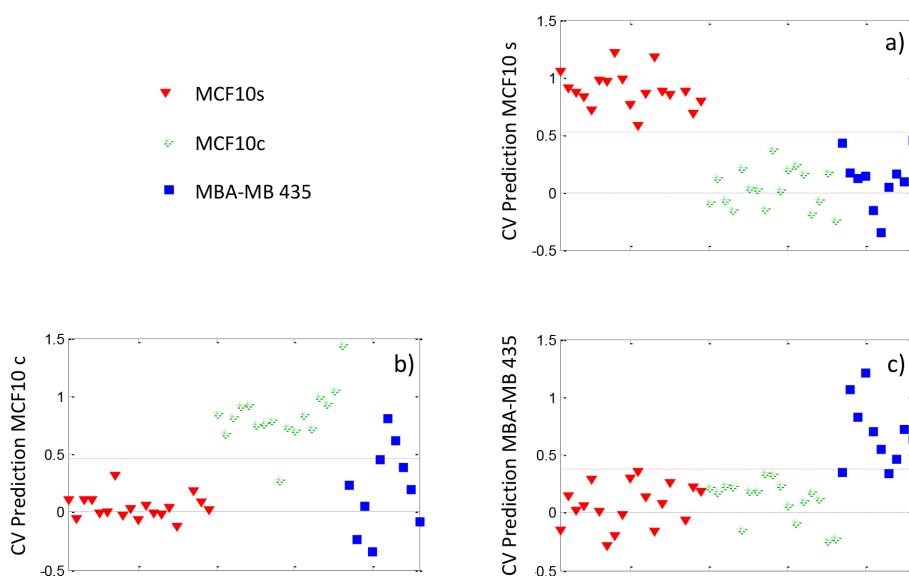 MCF10s
MCF10c
MBA-MB 435
a)
CV Prediction MCF10 s
1.5
1
0.5
0
-0.5
b)
CV Prediction MCF10 c
1.5
1
0.5
0
-0.5
c)
CV Prediction MBA-MB 435
1.5
1
0.5
0
-0.5